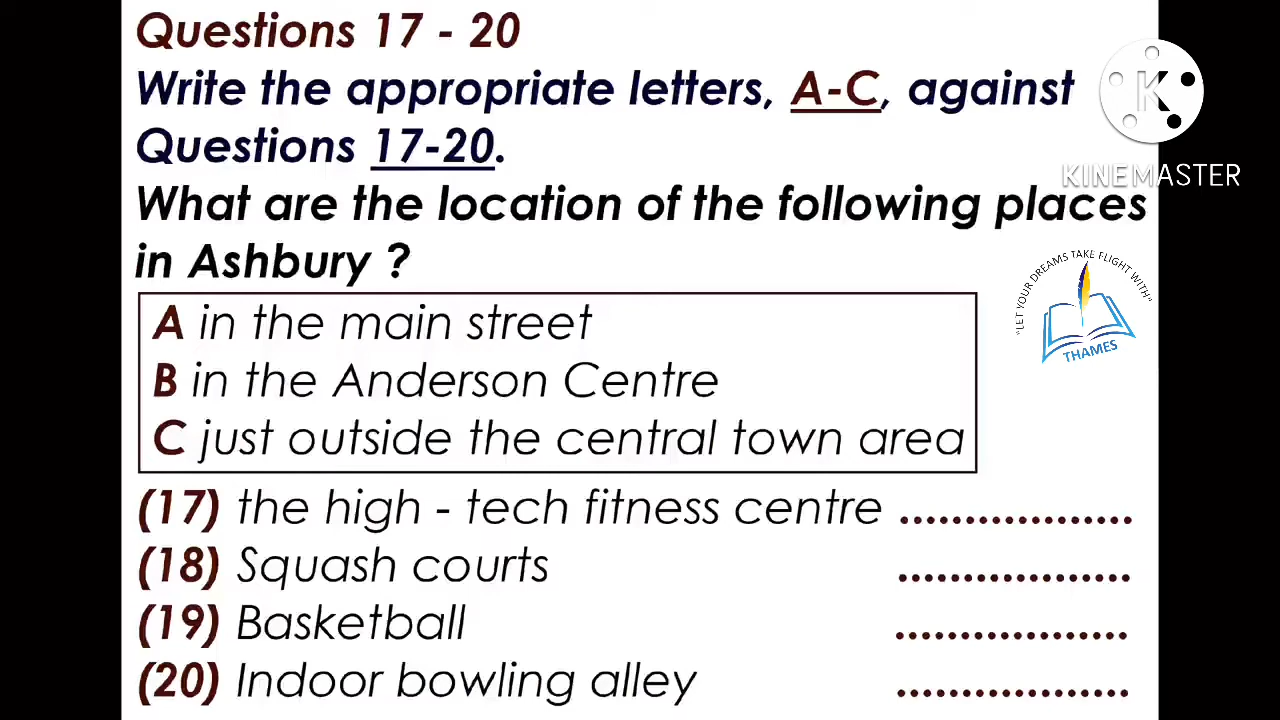 Questions 17 - 20
Write the appropriate letters, A-C, against
Questions 17-20.
What are the location of the following places
in Ashbury ?
A in the main street
B in the Anderson Centre
C just outside the central town area
(17) the high - tech fitness centre ..................
(18) Squash courts ..................
(19) Basketball ..................
(20) Indoor bowling alley ..................
K
KINEMASTER
"LET YOUR DREAMS TAKE FLIGHT WITH"
THAMES